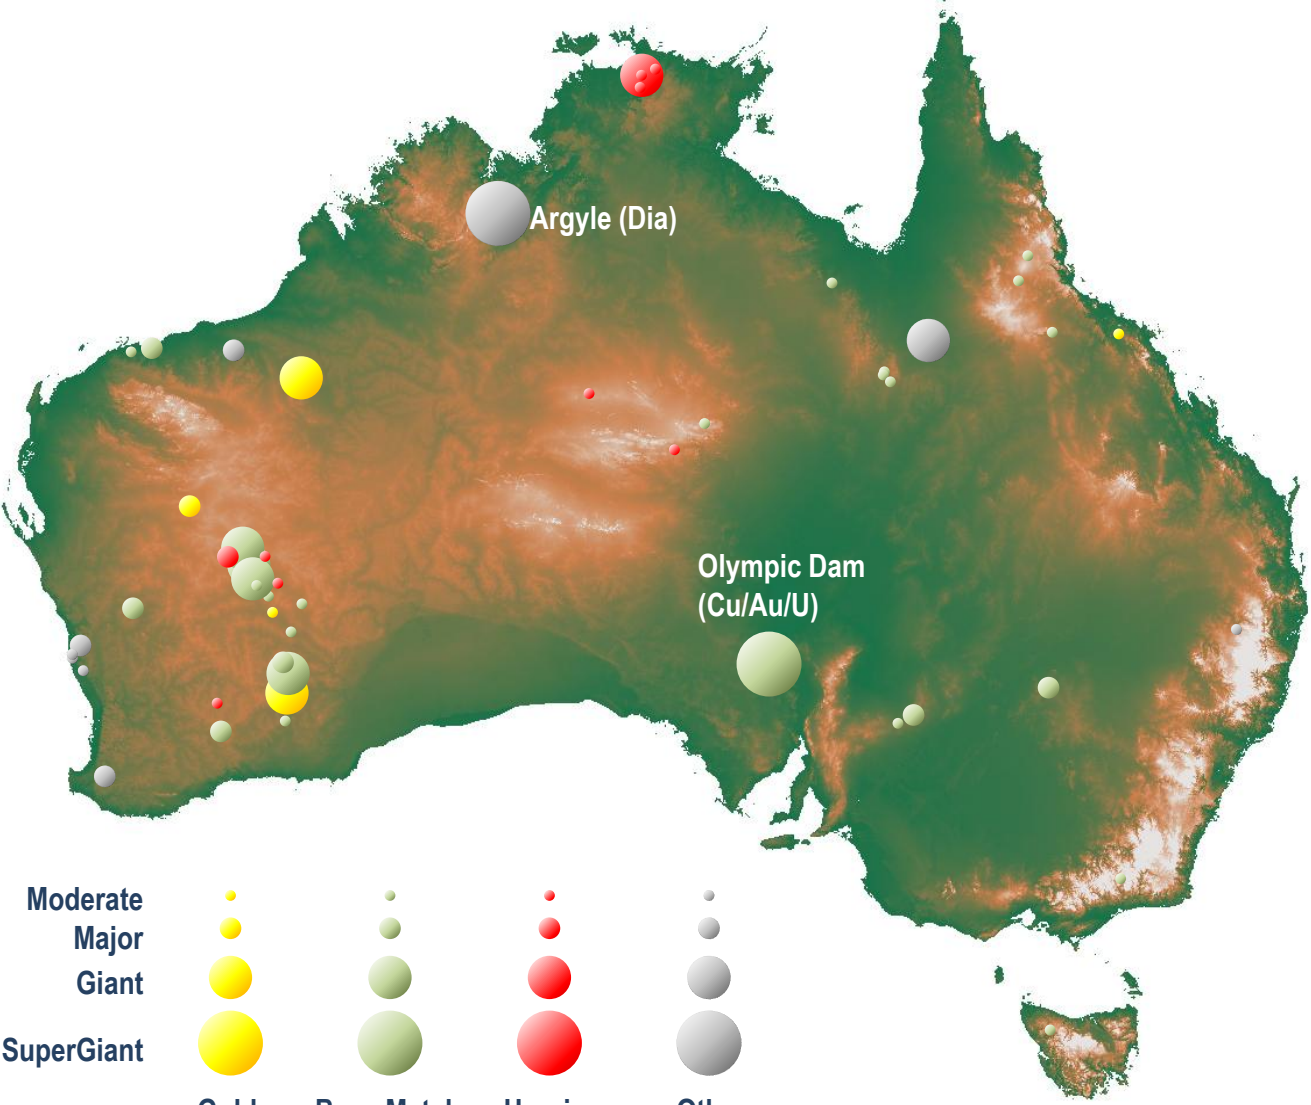 Argyle (Dia)
Olympic Dam
(Cu/Au/U)
Moderate
Major
Giant
SuperGiant